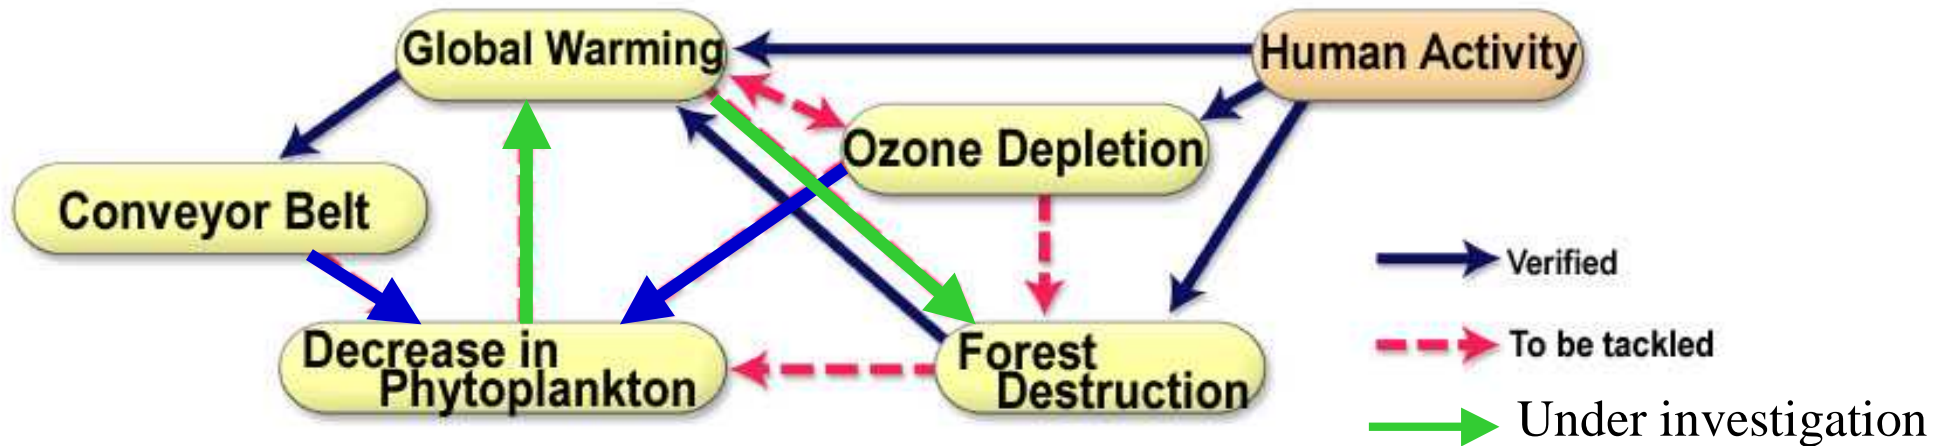 Global Warming
Human Activity
Ozone Depletion
Conveyor Belt
Verified
Decrease in
Phytoplankton
Forest
Destruction
To be tackled
Under investigation